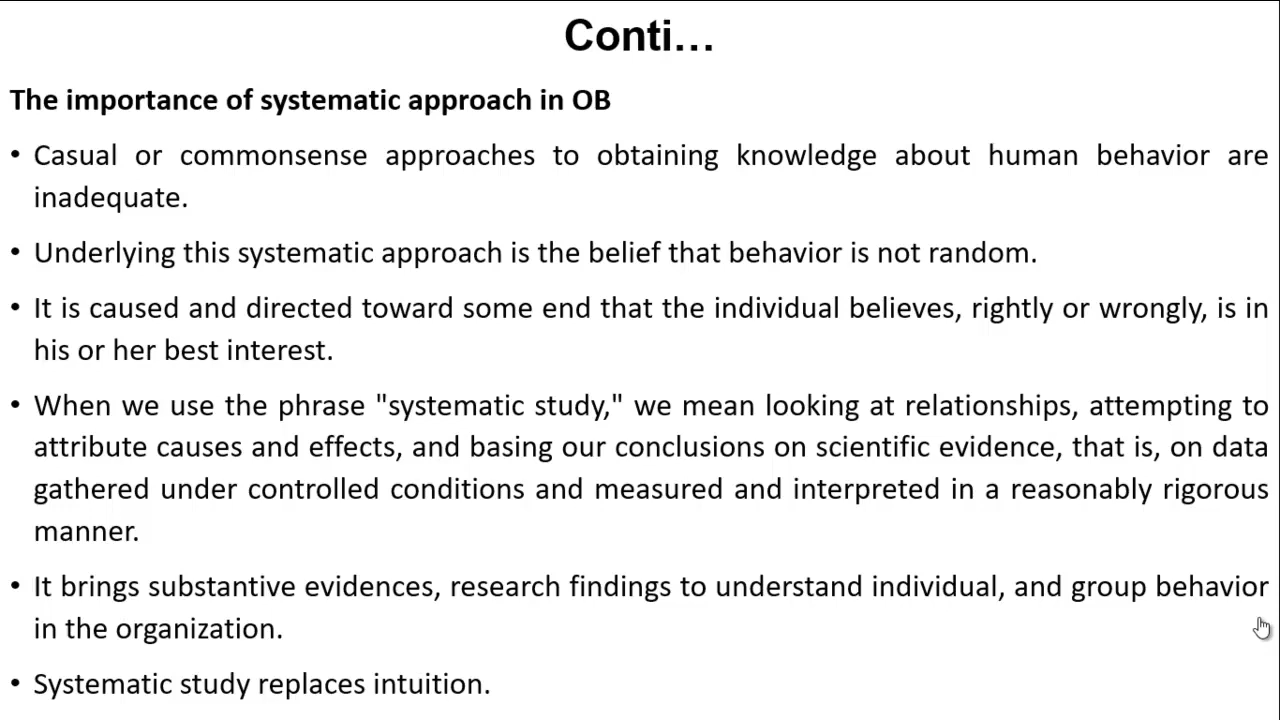 Conti...
The importance of systematic approach in OB
• Casual or commonsense approaches to obtaining knowledge about human behavior are
inadequate.
• Underlying this systematic approach is the belief that behavior is not random.
• It is caused and directed toward some end that the individual believes, rightly or wrongly, is in
his or her best interest.
• When we use the phrase "systematic study," we mean looking at relationships, attempting to
attribute causes and effects, and basing our conclusions on scientific evidence, that is, on data
gathered under controlled conditions and measured and interpreted in a reasonably rigorous
manner.
• It brings substantive evidences, research findings to understand individual, and group behavior
in the organization.
• Systematic study replaces intuition.